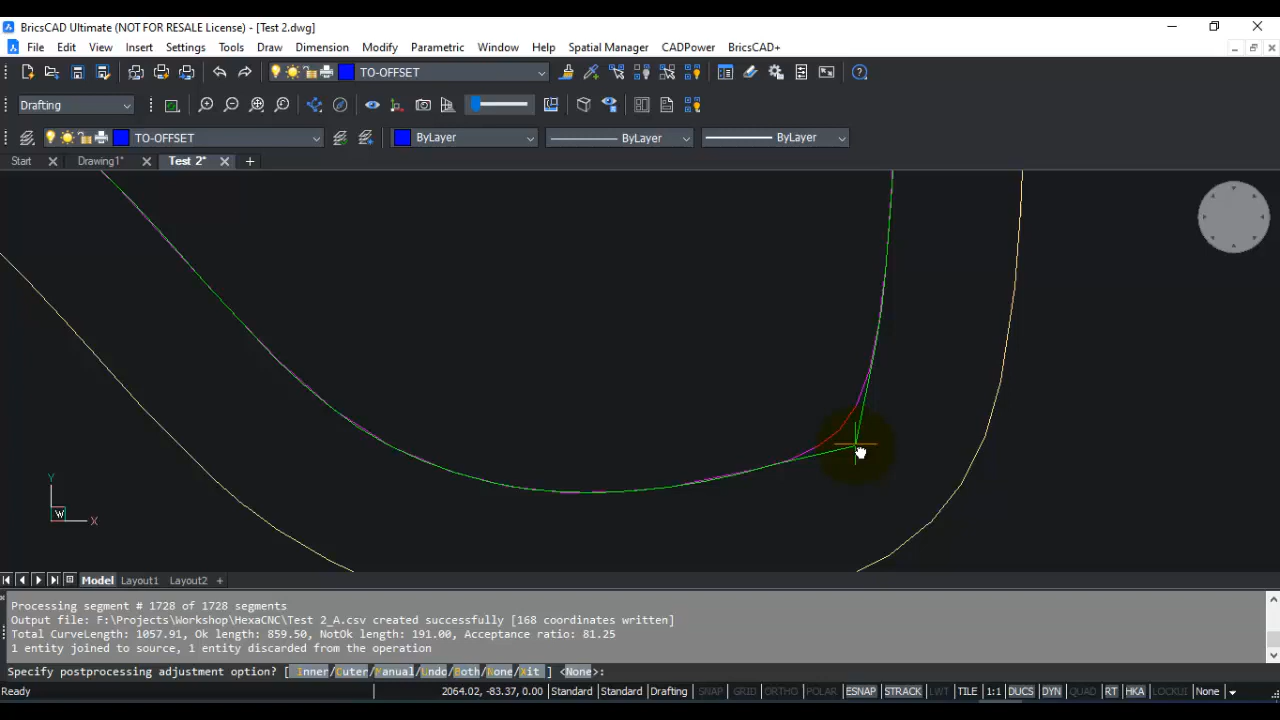 BricsCAD Ultimate (NOT FOR RESALE License) - [Test 2.dwg]
File Edit View Insert Settings Tools Draw Dimension Modify Parametric Window Help Spatial Manager CADPower BricsCAD+
TO-OFFSET
Drafting
TO-OFFSET ByLayer ByLayer ByLayer
Start Drawing1* Test 2*
Y
W
X
Model Layout1 Layout2
Processing segment # 1728 of 1728 segments
Output file: F:\Projects\Workshop\HexaCNC\Test 2_A.csv created successfully [168 coordinates written]
Total CurveLength: 1057.91, Ok length: 859.50, NotOk length: 191.00, Acceptance ratio: 81.25
1 entity joined to source, 1 entity discarded from the operation
Specify postprocessing adjustment option? [ Inner/Outer/Manual/Undo/Both/None/Xit ] <None>:
Ready 2064.02, -83.37, 0.00 Standard Standard Drafting SNAP GRID ORTHO POLAR ESNAP STRACK LWT TILE 1:1 DUCS DYN QUAD RT HKA LOCKUI None